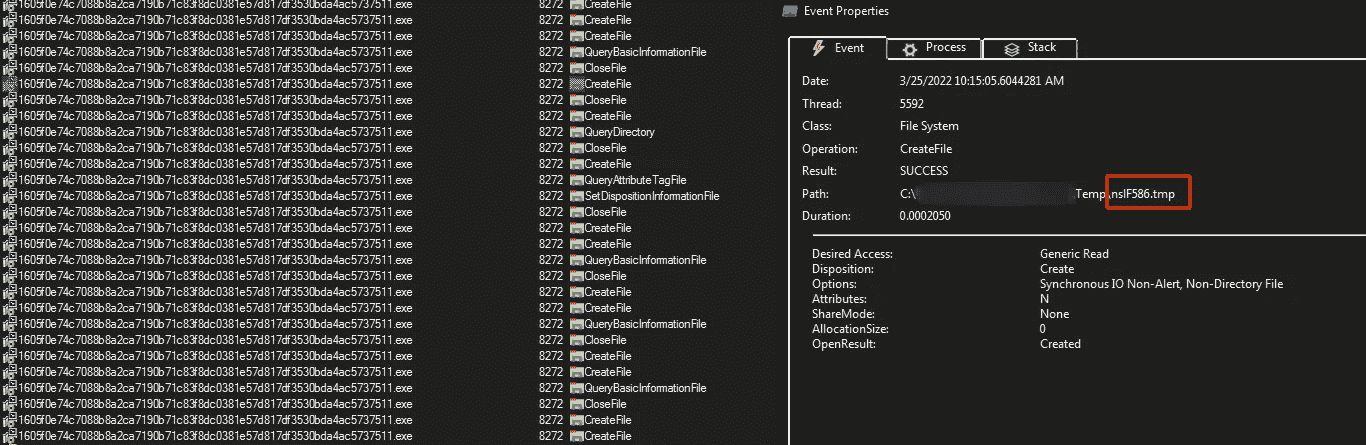 1605f0e74c7088b8a2ca7190b71c83f8dc0381e57d817df3530bda4ac5737511.exe 8272 CreateFile
1605f0e74c7088b8a2ca7190b71c83f8dc0381e57d817df3530bda4ac5737511.exe 8272 CreateFile
1605f0e74c7088b8a2ca7190b71c83f8dc0381e57d817df3530bda4ac5737511.exe 8272 CreateFile
1605f0e74c7088b8a2ca7190b71c83f8dc0381e57d817df3530bda4ac5737511.exe 8272 QueryBasicInformationFile
1605f0e74c7088b8a2ca7190b71c83f8dc0381e57d817df3530bda4ac5737511.exe 8272 CloseFile
1605f0e74c7088b8a2ca7190b71c83f8dc0381e57d817df3530bda4ac5737511.exe 8272 CreateFile
1605f0e74c7088b8a2ca7190b71c83f8dc0381e57d817df3530bda4ac5737511.exe 8272 CloseFile
1605f0e74c7088b8a2ca7190b71c83f8dc0381e57d817df3530bda4ac5737511.exe 8272 CreateFile
1605f0e74c7088b8a2ca7190b71c83f8dc0381e57d817df3530bda4ac5737511.exe 8272 QueryDirectory
1605f0e74c7088b8a2ca7190b71c83f8dc0381e57d817df3530bda4ac5737511.exe 8272 CloseFile
1605f0e74c7088b8a2ca7190b71c83f8dc0381e57d817df3530bda4ac5737511.exe 8272 CreateFile
1605f0e74c7088b8a2ca7190b71c83f8dc0381e57d817df3530bda4ac5737511.exe 8272 QueryAttributeTagFile
1605f0e74c7088b8a2ca7190b71c83f8dc0381e57d817df3530bda4ac5737511.exe 8272 SetDispositionInformationFile
1605f0e74c7088b8a2ca7190b71c83f8dc0381e57d817df3530bda4ac5737511.exe 8272 CloseFile
1605f0e74c7088b8a2ca7190b71c83f8dc0381e57d817df3530bda4ac5737511.exe 8272 CreateFile
1605f0e74c7088b8a2ca7190b71c83f8dc0381e57d817df3530bda4ac5737511.exe 8272 CreateFile
1605f0e74c7088b8a2ca7190b71c83f8dc0381e57d817df3530bda4ac5737511.exe 8272 QueryBasicInformationFile
1605f0e74c7088b8a2ca7190b71c83f8dc0381e57d817df3530bda4ac5737511.exe 8272 CloseFile
1605f0e74c7088b8a2ca7190b71c83f8dc0381e57d817df3530bda4ac5737511.exe 8272 CreateFile
1605f0e74c7088b8a2ca7190b71c83f8dc0381e57d817df3530bda4ac5737511.exe 8272 CreateFile
1605f0e74c7088b8a2ca7190b71c83f8dc0381e57d817df3530bda4ac5737511.exe 8272 QueryBasicInformationFile
1605f0e74c7088b8a2ca7190b71c83f8dc0381e57d817df3530bda4ac5737511.exe 8272 CloseFile
1605f0e74c7088b8a2ca7190b71c83f8dc0381e57d817df3530bda4ac5737511.exe 8272 CreateFile
1605f0e74c7088b8a2ca7190b71c83f8dc0381e57d817df3530bda4ac5737511.exe 8272 CreateFile
1605f0e74c7088b8a2ca7190b71c83f8dc0381e57d817df3530bda4ac5737511.exe 8272 QueryBasicInformationFile
1605f0e74c7088b8a2ca7190b71c83f8dc0381e57d817df3530bda4ac5737511.exe 8272 CloseFile
1605f0e74c7088b8a2ca7190b71c83f8dc0381e57d817df3530bda4ac5737511.exe 8272 CreateFile
1605f0e74c7088b8a2ca7190b71c83f8dc0381e57d817df3530bda4ac5737511.exe 8272 CreateFile
Event Properties
Event Process Stack
Date: 3/25/2022 10:15:05.6044281 AM
Thread: 5592
Class: File System
Operation: CreateFile
Result: SUCCESS
Path: C:\ Temp\nslF586.tmp
Duration: 0.0002050
Desired Access: Generic Read
Disposition: Create
Options: Synchronous IO Non-Alert, Non-Directory File
Attributes: N
ShareMode: None
AllocationSize: 0
OpenResult: Created